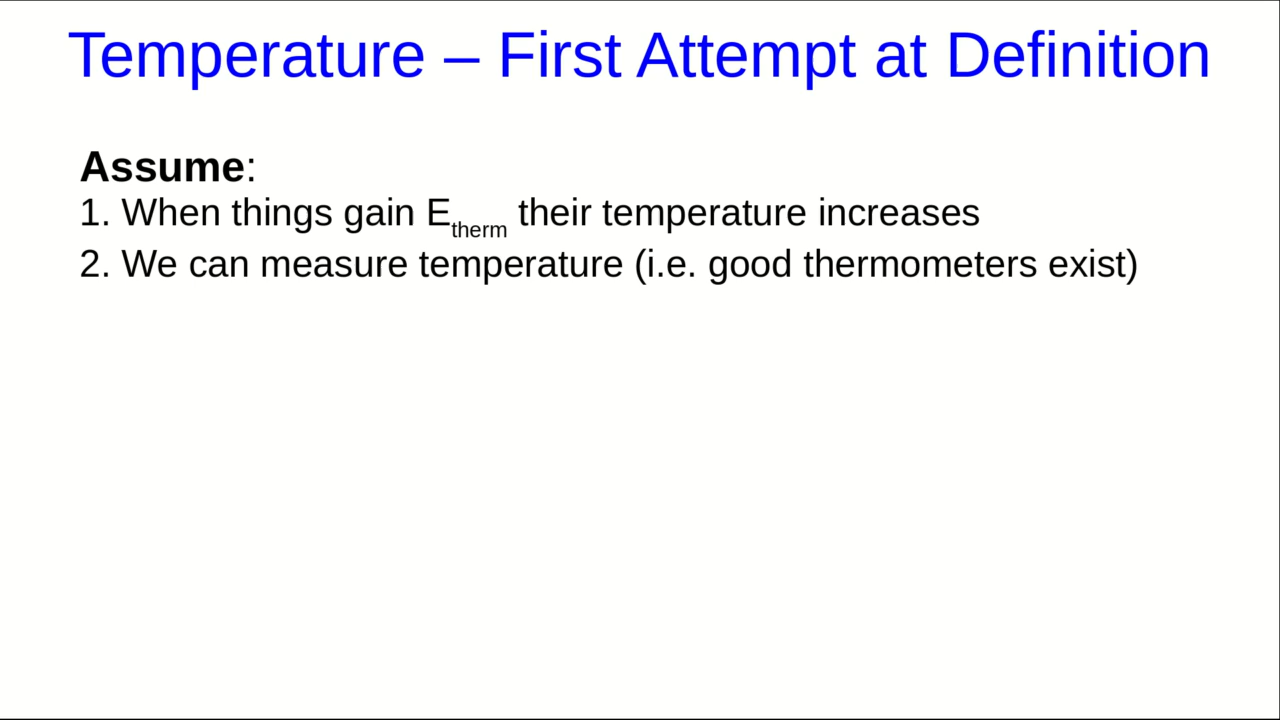 Temperature – First Attempt at Definition
Assume:
1. When things gain Etherm their temperature increases
2. We can measure temperature (i.e. good thermometers exist)